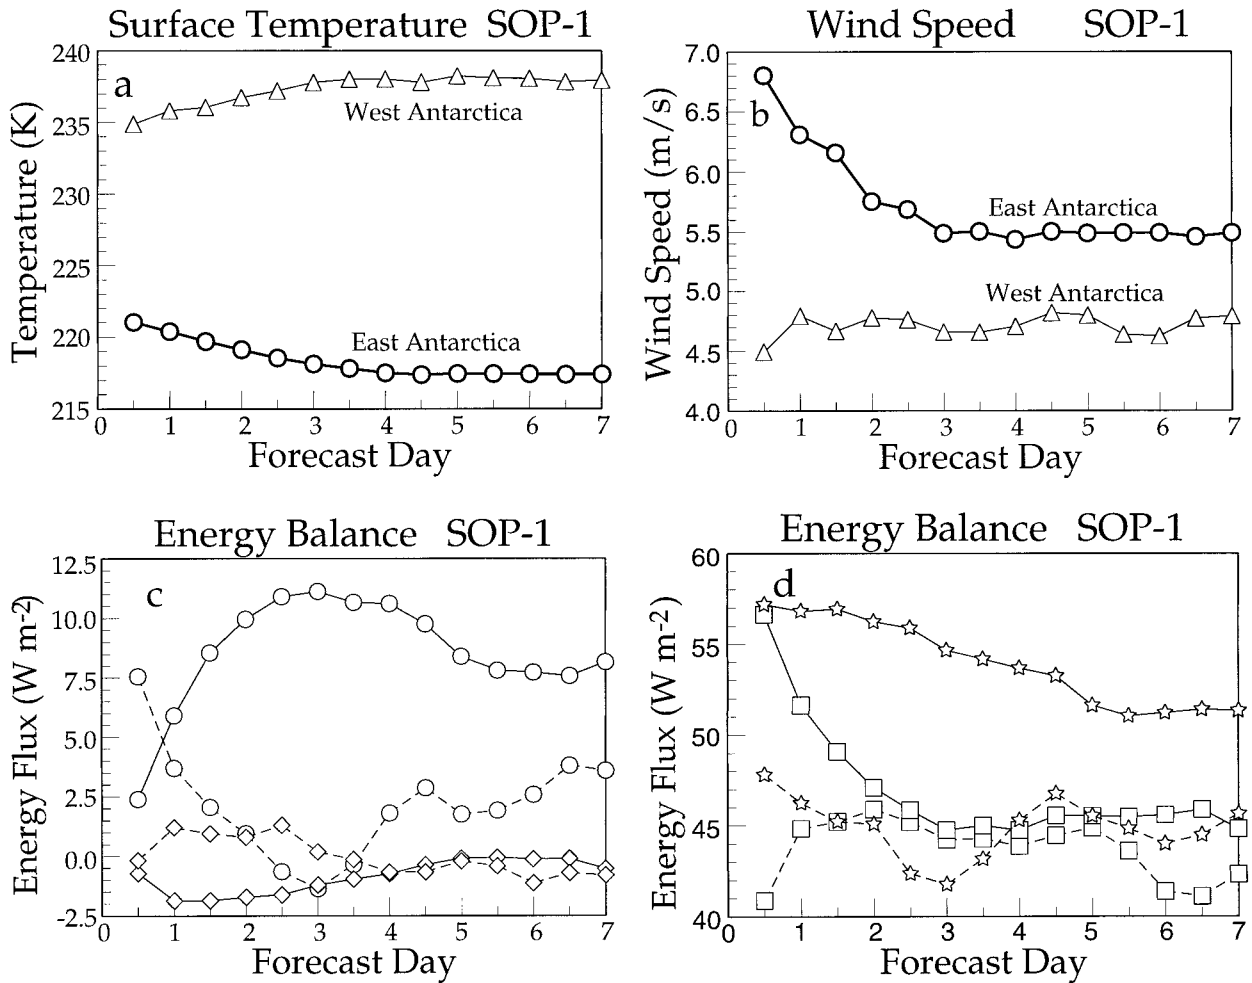 Surface Temperature SOP-1
240
235
230
225
220
215
Temperature (K)
a
West Antarctica
East Antarctica
0 1 2 3 4 5 6 7
Forecast Day
Wind Speed SOP-1
7.0
6.5
6.0
5.5
5.0
4.5
4.0
Wind Speed (m/s)
b
East Antarctica
West Antarctica
0 1 2 3 4 5 6 7
Forecast Day
Energy Balance SOP-1
12.5
10.0
7.5
5.0
2.5
0.0
-2.5
Energy Flux (W m-2)
c
0 1 2 3 4 5 6 7
Forecast Day
Energy Balance SOP-1
60
55
50
45
40
Energy Flux (W m-2)
d
0 1 2 3 4 5 6 7
Forecast Day